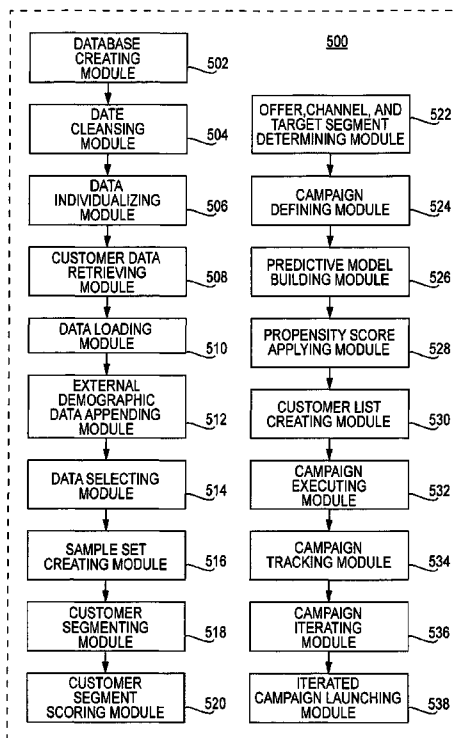 500
DATABASE
CREATING
MODULE
502
DATE
CLEANSING
MODULE
504
DATA
INDIVIDUALIZING
MODULE
506
CUSTOMER DATA
RETRIEVING
MODULE
508
DATA LOADING
MODULE
510
EXTERNAL
DEMOGRAPHIC
DATA APPENDING
MODULE
512
DATA SELECTING
MODULE
514
SAMPLE SET
CREATING MODULE
516
CUSTOMER
SEGMENTING
MODULE
518
CUSTOMER
SEGMENT
SCORING MODULE
520
OFFER,CHANNEL, AND
TARGET SEGMENT
DETERMINING MODULE
522
CAMPAIGN
DEFINING MODULE
524
PREDICTIVE MODEL
BUILDING MODULE
526
PROPENSITY SCORE
APPLYING MODULE
528
CUSTOMER LIST
CREATING MODULE
530
CAMPAIGN
EXECUTING
MODULE
532
CAMPAIGN
TRACKING MODULE
534
CAMPAIGN
ITERATING
MODULE
536
ITERATED
CAMPAIGN LAUNCHING
MODULE
538